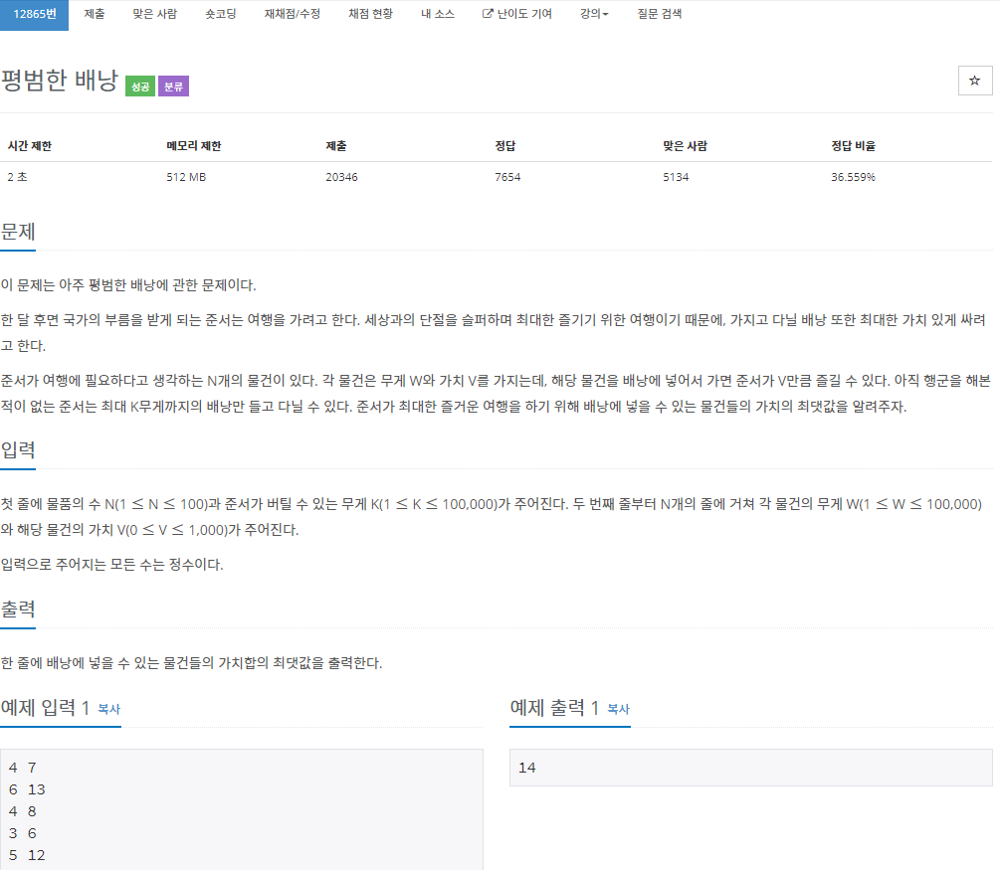 12865번 제출 맞은 사람 숏코딩 재채점/수정 채점 현황 내 소스 난이도 기여 강의 질문 검색
평범한 배낭 성공 분류
시간 제한 메모리 제한 제출 정답 맞은 사람 정답 비율
2 초 512 MB 20346 7654 5134 36.559%
문제
이 문제는 아주 평범한 배낭에 관한 문제이다.
한 달 후면 국가의 부름을 받게 되는 준서는 여행을 가려고 한다. 세상과의 단절을 슬퍼하며 최대한 즐기기 위한 여행이기 때문에, 가지고 다닐 배낭 또한 최대한 가치 있게 싸려
고 한다.
준서가 여행에 필요하다고 생각하는 N개의 물건이 있다. 각 물건은 무게 W와 가치 V를 가지는데, 해당 물건을 배낭에 넣어서 가면 준서가 V만큼 즐길 수 있다. 아직 행군을 해본
적이 없는 준서는 최대 K무게까지의 배낭만 들고 다닐 수 있다. 준서가 최대한 즐거운 여행을 하기 위해 배낭에 넣을 수 있는 물건들의 가치의 최댓값을 알려주자.
입력
첫 줄에 물품의 수 N(1 ≤ N ≤ 100)과 준서가 버틸 수 있는 무게 K(1 ≤ K ≤ 100,000)가 주어진다. 두 번째 줄부터 N개의 줄에 거쳐 각 물건의 무게 W(1 ≤ W ≤ 100,000)
와 해당 물건의 가치 V(0 ≤ V ≤ 1,000)가 주어진다.
입력으로 주어지는 모든 수는 정수이다.
출력
한 줄에 배낭에 넣을 수 있는 물건들의 가치합의 최댓값을 출력한다.
예제 입력 1 복사
4 7
6 13
4 8
3 6
5 12
예제 출력 1 복사
14